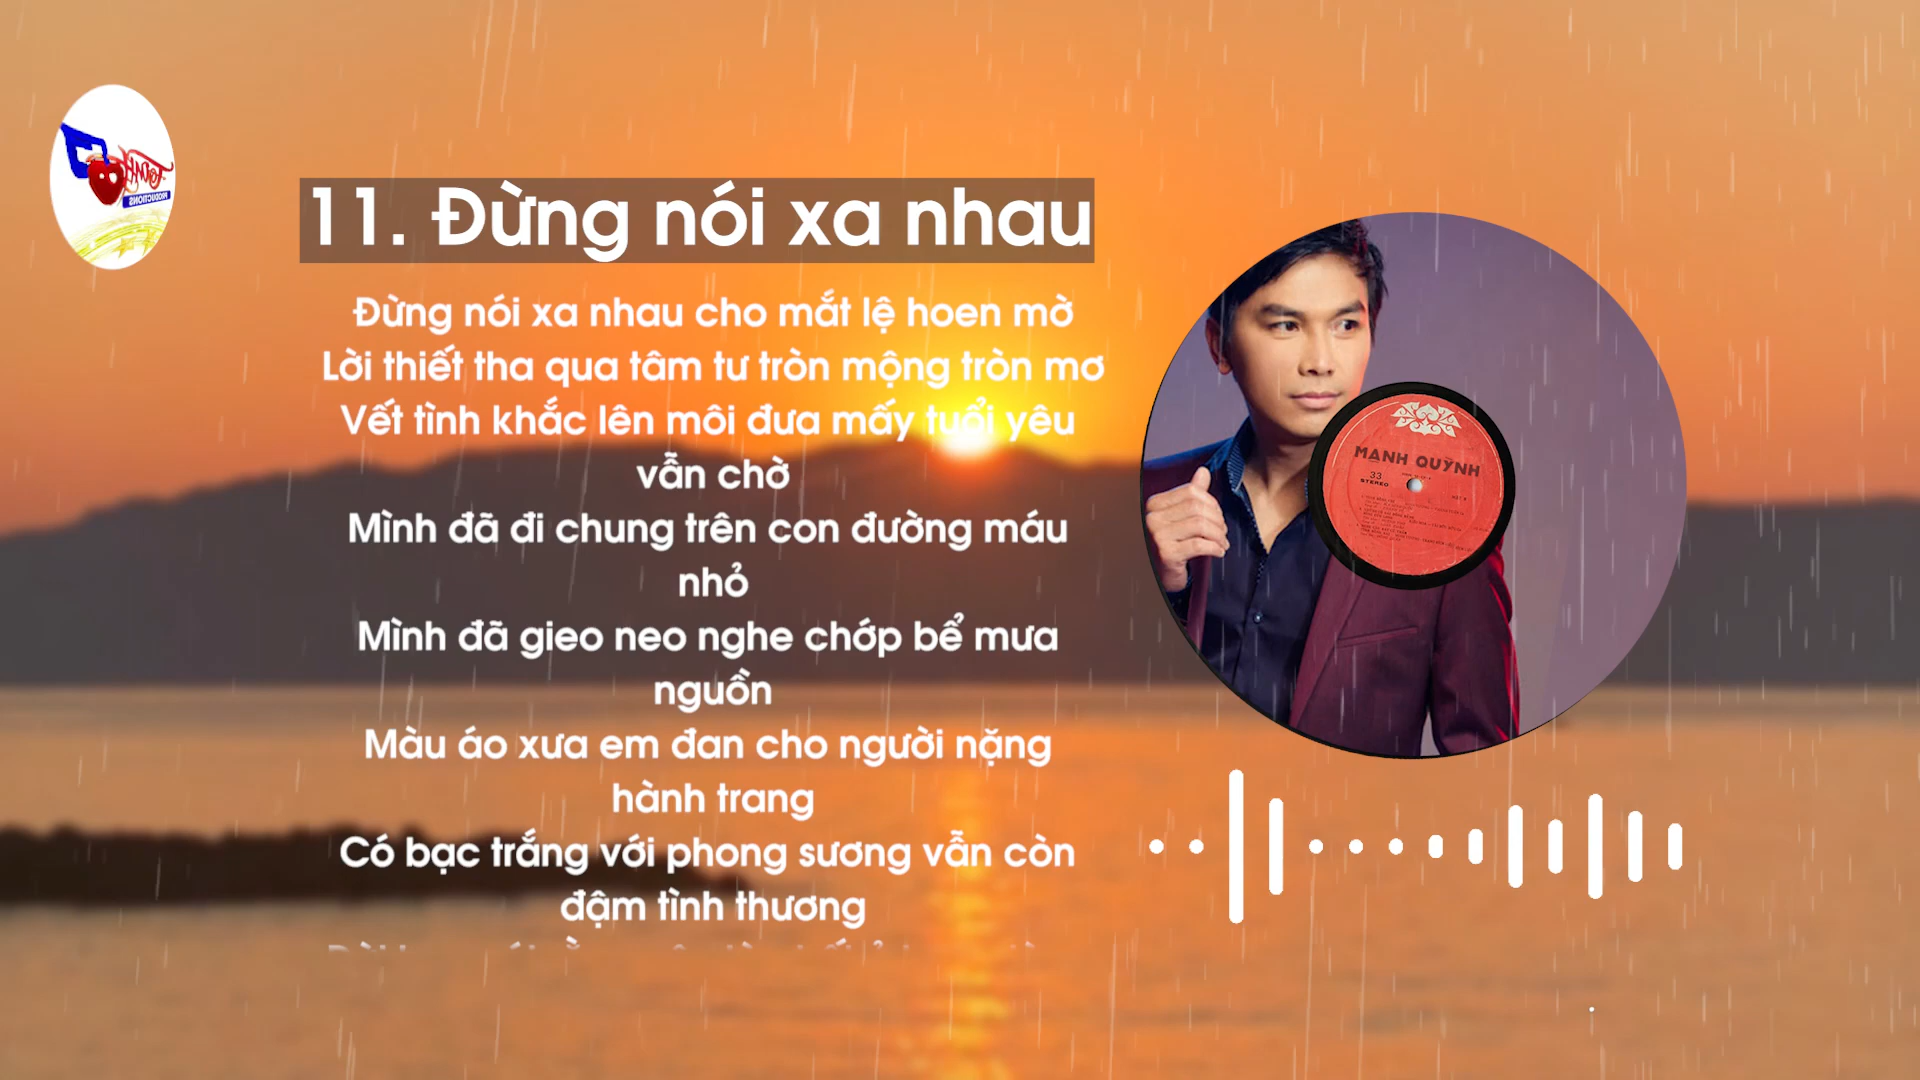 11. Đừng nói xa nhau
Đừng nói xa nhau cho mắt lệ hoen mờ
Lời thiết tha qua tâm tư tròn mộng tròn mơ
Vết tình khắc lên môi đưa mấy tuổi yêu
vẫn chờ
Mình đã đi chung trên con đường máu
nhỏ
Mình đã gieo neo nghe chớp bể mưa
nguồn
Màu áo xưa em đan cho người nặng
hành trang
Có bạc trắng với phong sương vẫn còn
đậm tình thương
MẠNH QUỲNH
33
STEREO
PRODUCTIONS